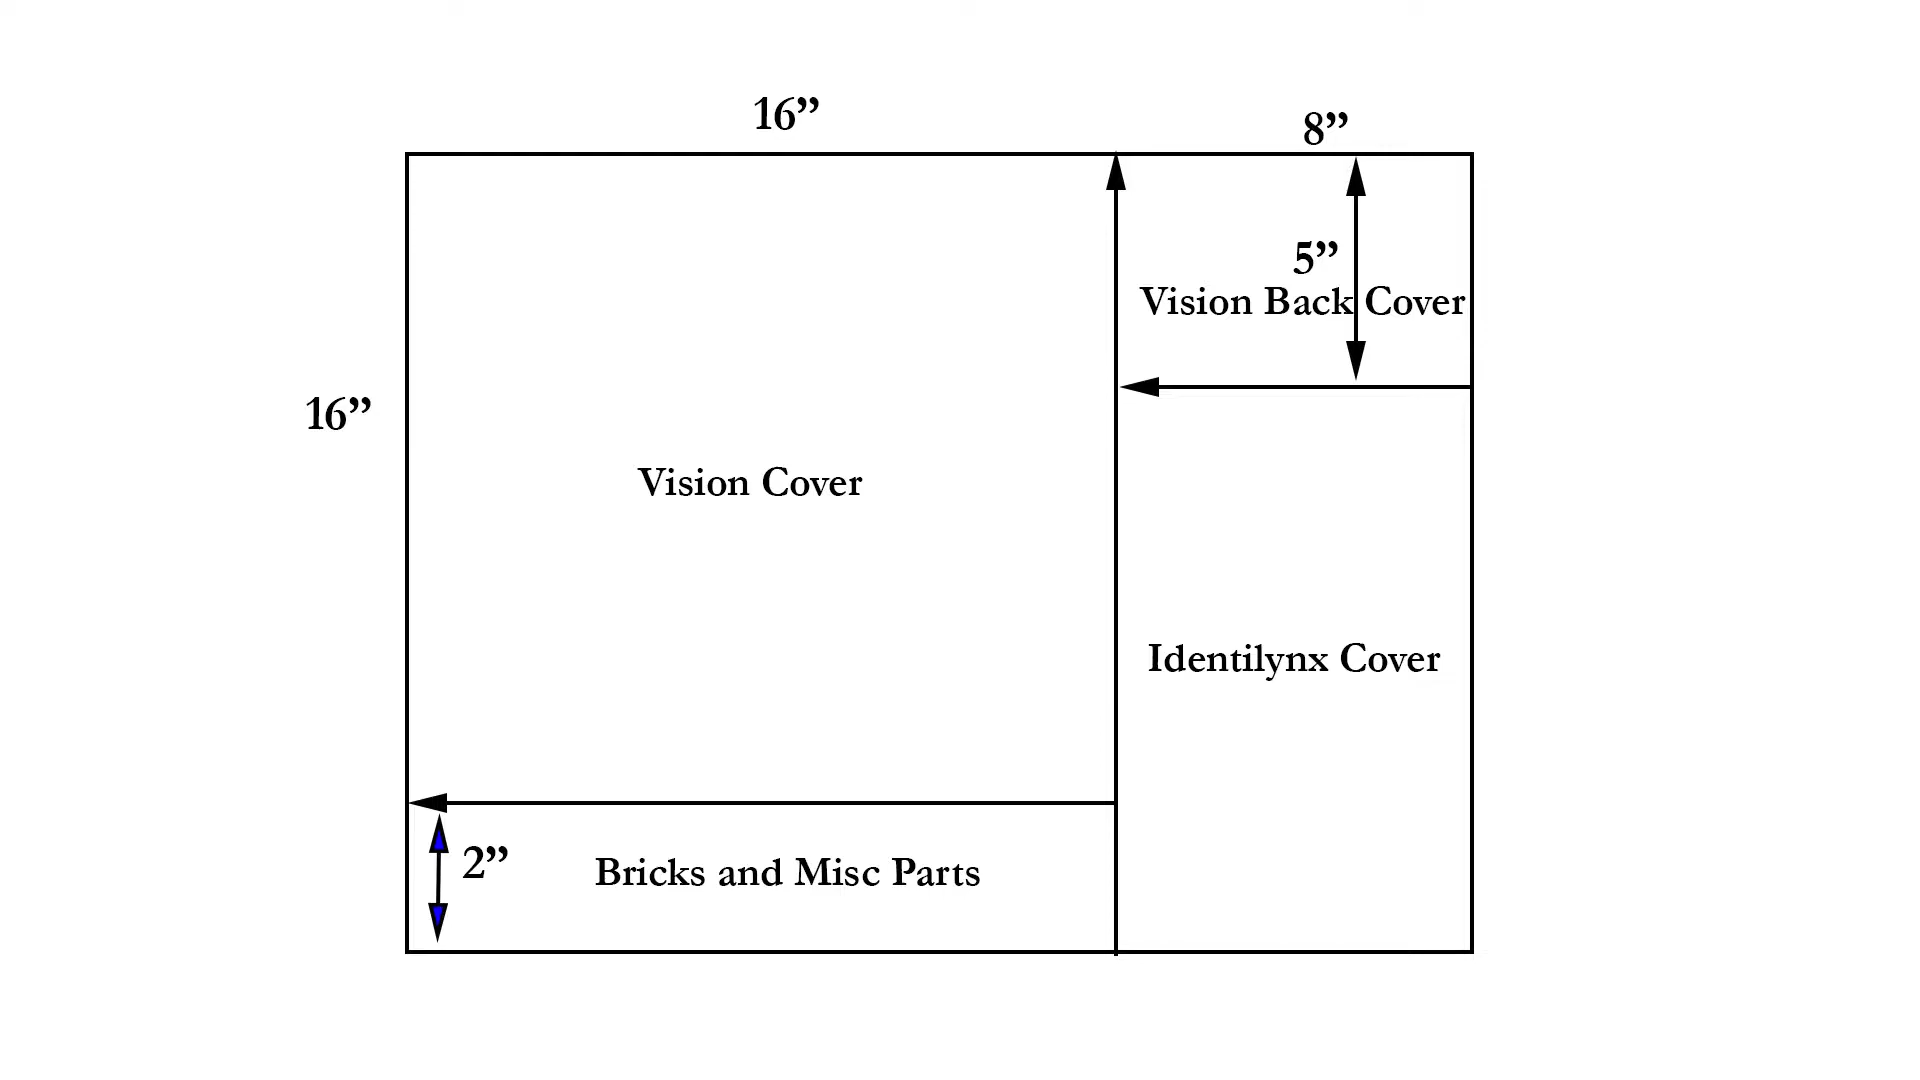 16”
8”
5”
Vision Back Cover
16”
Vision Cover
Identilynx Cover
2”
Bricks and Misc Parts